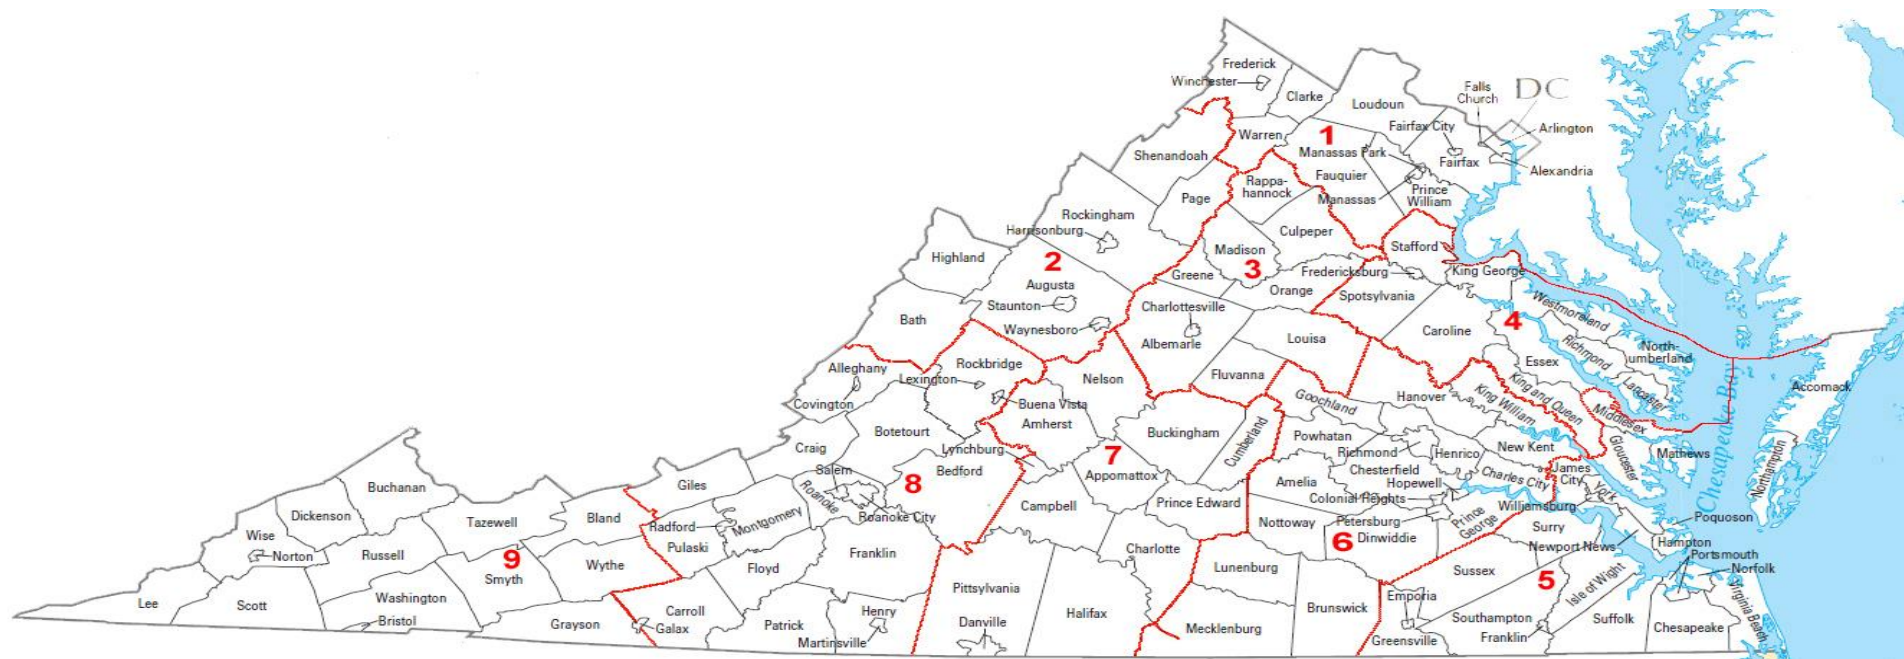 Frederick
Winchester
Clarke
Loudoun
Falls
Church
DC
Arlington
Fairfax City
Fairfax
Alexandria
Warren
1
Manassas Park
Fauquier
Manassas
Prince
William
Shenandoah
Rappa-
hannock
Page
Rockingham
Harrisonburg
Culpeper
Madison
3
Stafford
Highland
2
Augusta
Staunton
Waynesboro
Greene
Orange
Fredericksburg
King George
Spotsylvania
Westmoreland
4
Caroline
Richmond
North-
umberland
Essex
Lancaster
Bath
Charlottesville
Albemarle
Louisa
Fluvanna
Chesapeake Bay
Accomack
Rockbridge
Alleghany
Lexington
Covington
Nelson
Buena Vista
Amherst
Goochland
Hanover
King and Queen
King William
Middlesex
Gloucester
Mathews
Northampton
Botetourt
Craig
Lynchburg
Bedford
8
Salem
Roanoke
Roanoke City
Buckingham
Cumberland
7
Appomattox
Powhatan
Richmond
Henrico
New Kent
Chesterfield
Charles City
James
City
York
Amelia
Hopewell
Colonial Heights
Petersburg
Prince
George
Williamsburg
Poquoson
Giles
Radford
Montgomery
Pulaski
Campbell
Prince Edward
Nottoway
6
Dinwiddie
Surry
Newport News
Hampton
Portsmouth
Norfolk
Buchanan
Dickenson
Tazewell
Bland
Wise
Norton
Russell
9
Smyth
Wythe
Floyd
Franklin
Charlotte
Lunenburg
Sussex
5
Isle of Wight
Virginia Beach
Lee
Scott
Washington
Bristol
Grayson
Carroll
Galax
Patrick
Henry
Martinsville
Pittsylvania
Danville
Halifax
Mecklenburg
Brunswick
Emporia
Greensville
Southampton
Franklin
Suffolk
Chesapeake